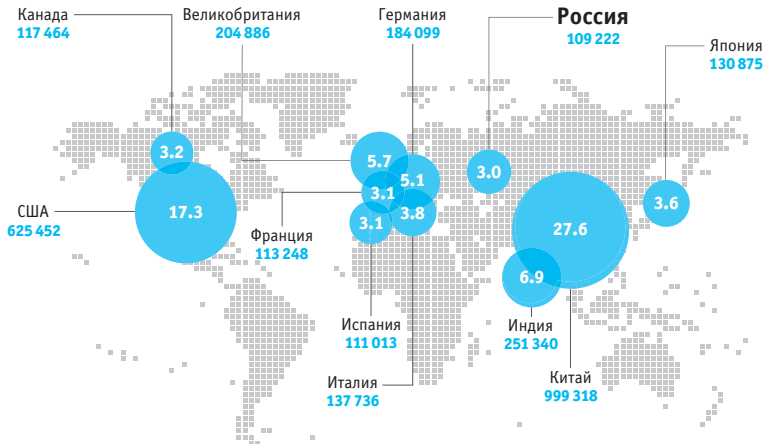 Канада
117 464
Великобритания
204 886
Германия
184 099
Россия
109 222
Япония
130 875
3.2
5.7
5.1
3.0
3.1
3.6
США
625 452
17.3
3.8
3.1
27.6
Франция
113 248
6.9
Испания
111 013
Индия
251 340
Италия
137 736
Китай
999 318